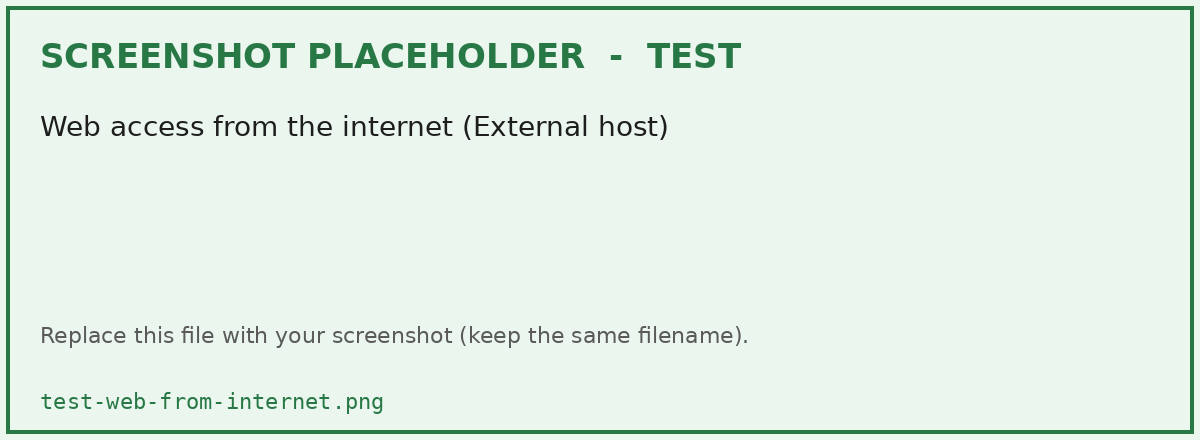 SCREENSHOT PLACEHOLDER - TEST
Web access from the internet (External host)
Replace this file with your screenshot (keep the same filename).
test-web-from-internet.png